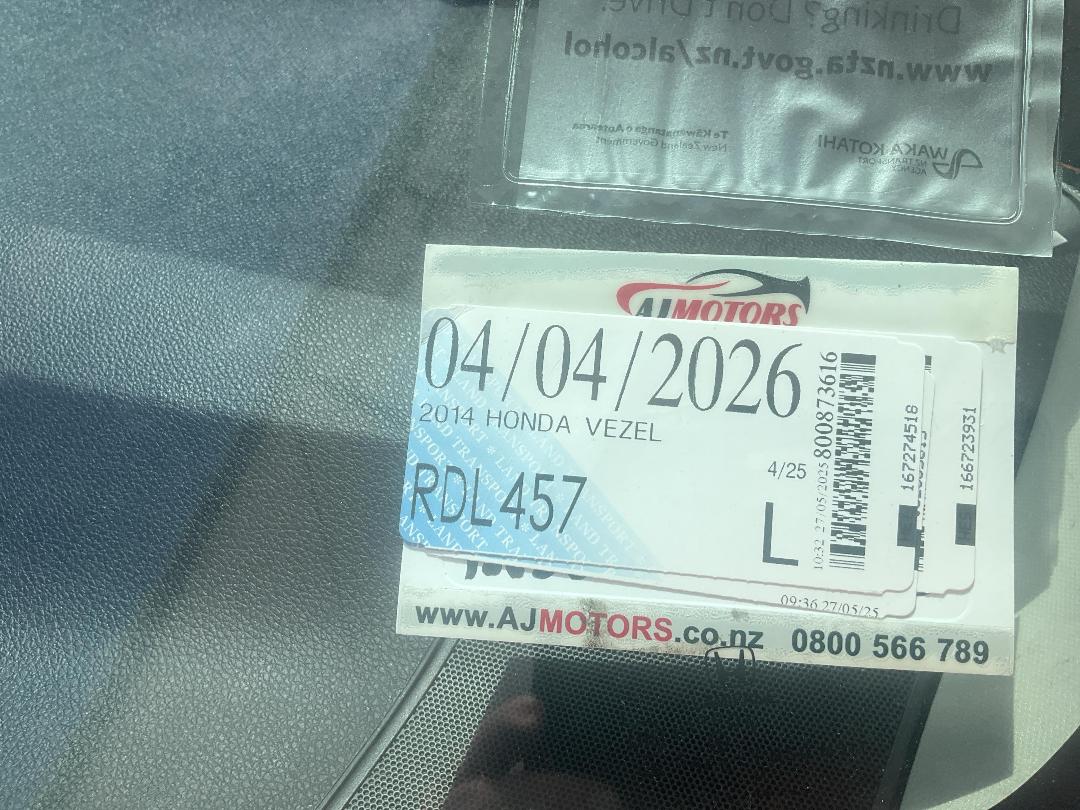 Drinking? Don't Drive.
www.nzta.govt.nz/alcohol
Te Kāwanatanga o Aotearoa
New Zealand Government
WAKA KOTAHI
NZ TRANSPORT
AGENCY
AJMOTORS
04/04/2026
2014 HONDA VEZEL
RDL457
4/25
L
10:32 27/05/2025 800873616
167274518
166723931
09:36 27/05/25
www.AJMOTORS.co.nz 0800 566 789